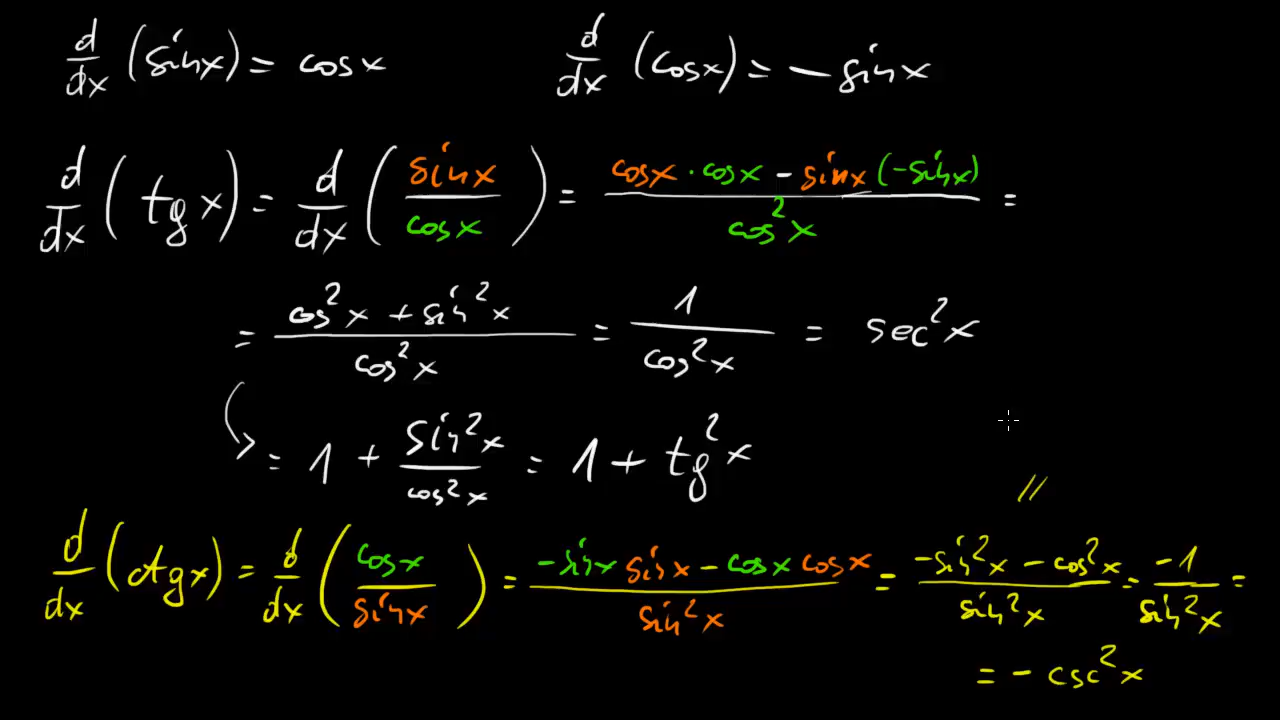 d/dx (sinx) = cosx    d/dx (cosx) = - sinx
d/dx (tg x) = d/dx (sinx / cosx) = (cosx · cosx - sinx (-sinx)) / cos²x =
= (cos²x + sin²x) / cos²x = 1 / cos²x = sec²x
= 1 + sin²x / cos²x = 1 + tg²x
//
d/dx (ctgx) = d/dx (cosx / sinx) = (-sinx sinx - cosx cosx) / sin²x = (-sin²x - cos²x) / sin²x = -1 / sin²x =
= - csc²x